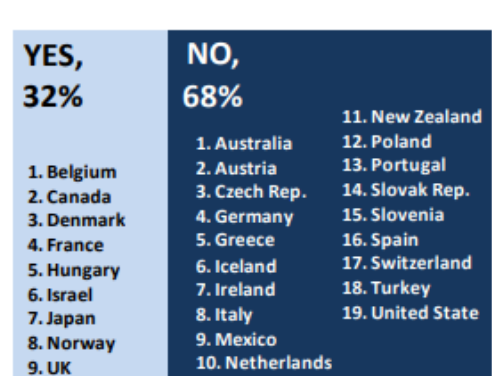 YES,
32%
1. Belgium
2. Canada
3. Denmark
4. France
5. Hungary
6. Israel
7. Japan
8. Norway
9. UK
NO,
68%
1. Australia
2. Austria
3. Czech Rep.
4. Germany
5. Greece
6. Iceland
7. Ireland
8. Italy
9. Mexico
10. Netherlands
11. New Zealand
12. Poland
13. Portugal
14. Slovak Rep.
15. Slovenia
16. Spain
17. Switzerland
18. Turkey
19. United State